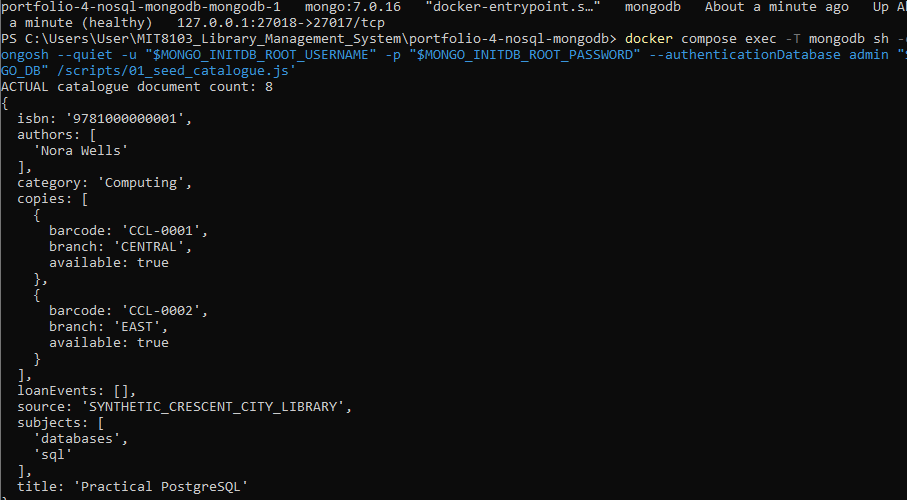 portfolio-4-nosql-mongodb-mongodb-1   mongo:7.0.16   "docker-entrypoint.s…"   mongodb   About a minute ago   Up
a minute (healthy)   127.0.0.1:27018->27017/tcp
PS C:\Users\User\MIT8103_Library_Management_System\portfolio-4-nosql-mongodb> docker compose exec -T mongodb sh
ongosh --quiet -u "$MONGO_INITDB_ROOT_USERNAME" -p "$MONGO_INITDB_ROOT_PASSWORD" --authenticationDatabase admin
GO_DB" /scripts/01_seed_catalogue.js'
ACTUAL catalogue document count: 8
{
  isbn: '9781000000001',
  authors: [
    'Nora Wells'
  ],
  category: 'Computing',
  copies: [
    {
      barcode: 'CCL-0001',
      branch: 'CENTRAL',
      available: true
    },
    {
      barcode: 'CCL-0002',
      branch: 'EAST',
      available: true
    }
  ],
  loanEvents: [],
  source: 'SYNTHETIC_CRESCENT_CITY_LIBRARY',
  subjects: [
    'databases',
    'sql'
  ],
  title: 'Practical PostgreSQL'